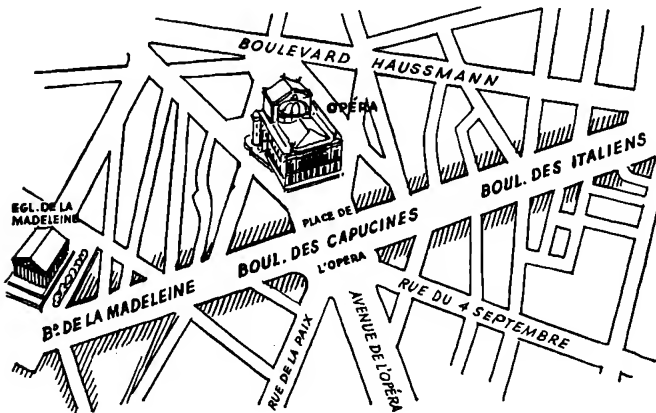 BOULEVARD HAUSSMANN
OPÉRA
BOUL. DES ITALIENS
EGL. DE LA
MADELEINE
PLACE DE
L'OPÉRA
BOUL. DES CAPUCINES
Bᴰ. DE LA MADELEINE
RUE DE LA PAIX
AVENUE DE L'OPÉRA
RUE DU 4 SEPTEMBRE